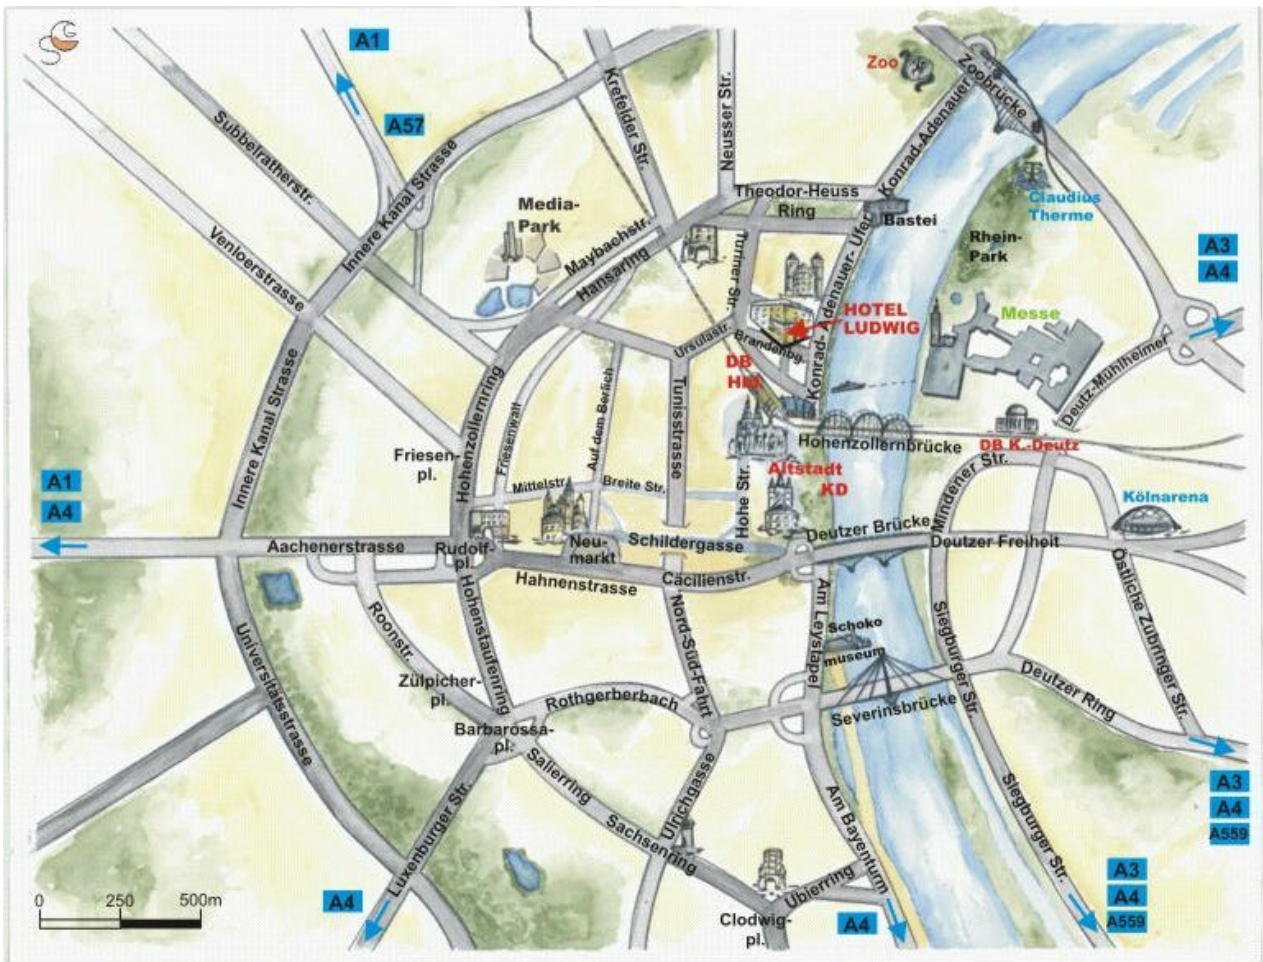 SG
A1
A57
Zoo
Zoobrücke
Krefelder Str.
Neusser Str.
Konrad-Adenauer
Subbelratherstr.
Innere Kanal Strasse
Theodor-Heuss
Ring
Bastei
Claudius
Therme
Media-
Park
Maybachstr.
Hansaring
Rhein-
Park
Venloerstrasse
Turiner Str.
Konrad- Adenauer- Ufer
A3
A4
HOTEL
LUDWIG
Messe
Ursulastr.
Brandenbg.
DB
Hbf.
Deutz-Mühlheimer
Innere Kanal Strasse
Hohenzollernring
Friesenwall
Auf dem Berlich
Tunisstrasse
Hohenzollernbrücke
DB K.-Deutz
Friesen-
pl.
Mittelstr.
Breite Str.
Hohe Str.
Altstadt
KD
Mindener Str.
Kölnarena
A1
A4
Aachenerstrasse
Rudolf-
pl.
Neu-
markt
Schildergasse
Deutzer Brücke
Deutzer Freiheit
Hahnenstrasse
Cäcilienstr.
Östliche Zubringer Str.
Roonstr.
Hohenstaufenring
Nord-Süd-Fahrt
Am Leystapel
Schoko
museum
Siegburger Str.
Universitätsstrasse
Zülpicher-
pl.
Rothgerberbach
Severinsbrücke
Deutzer Ring
Barbarossa-
pl.
Salierring
Ulrichgasse
Sachsenring
Am Bayenturm
Siegburger Str.
A3
A4
A559
Luxenburger Str.
Ubierring
Clodwig-
pl.
A3
A4
A559
A4
A4
0 250 500m